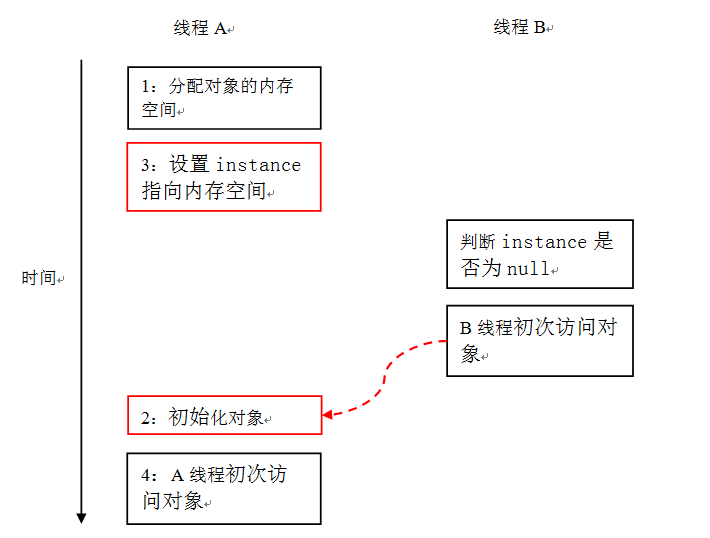 线程 A
线程 B
1：分配对象的内存
空间
3：设置 instance
指向内存空间
判断 instance 是
否为 null
时间
B 线程初次访问对
象
2：初始化对象
4：A 线程初次访
问对象